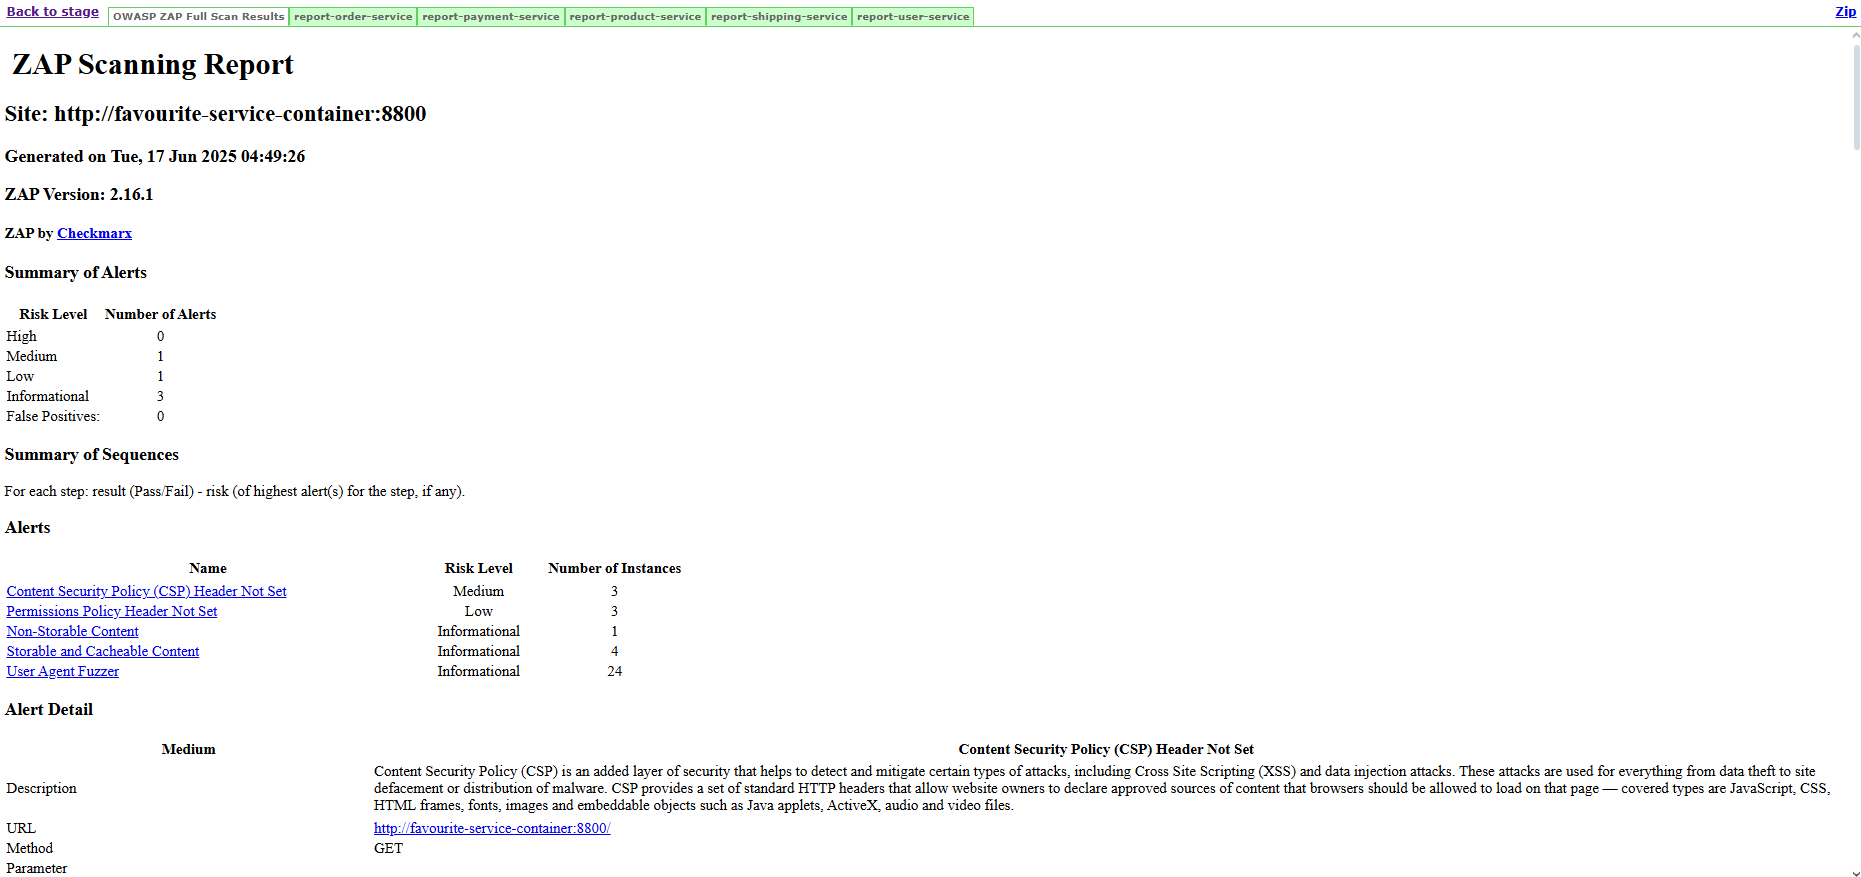 Back to stage OWASP ZAP Full Scan Results report-order-service report-payment-service report-product-service report-shipping-service report-user-service Zip
ZAP Scanning Report
Site: http://favourite-service-container:8800
Generated on Tue, 17 Jun 2025 04:49:26
ZAP Version: 2.16.1
ZAP by Checkmarx
Summary of Alerts
Risk Level Number of Alerts
High 0
Medium 1
Low 1
Informational 3
False Positives: 0
Summary of Sequences
For each step: result (Pass/Fail) - risk (of highest alert(s) for the step, if any).
Alerts
Name Risk Level Number of Instances
Content Security Policy (CSP) Header Not Set Medium 3
Permissions Policy Header Not Set Low 3
Non-Storable Content Informational 1
Storable and Cacheable Content Informational 4
User Agent Fuzzer Informational 24
Alert Detail
Medium Content Security Policy (CSP) Header Not Set
Description Content Security Policy (CSP) is an added layer of security that helps to detect and mitigate certain types of attacks, including Cross Site Scripting (XSS) and data injection attacks. These attacks are used for everything from data theft to site
defacement or distribution of malware. CSP provides a set of standard HTTP headers that allow website owners to declare approved sources of content that browsers should be allowed to load on that page — covered types are JavaScript, CSS,
HTML frames, fonts, images and embeddable objects such as Java applets, ActiveX, audio and video files.
URL http://favourite-service-container:8800/
Method GET
Parameter